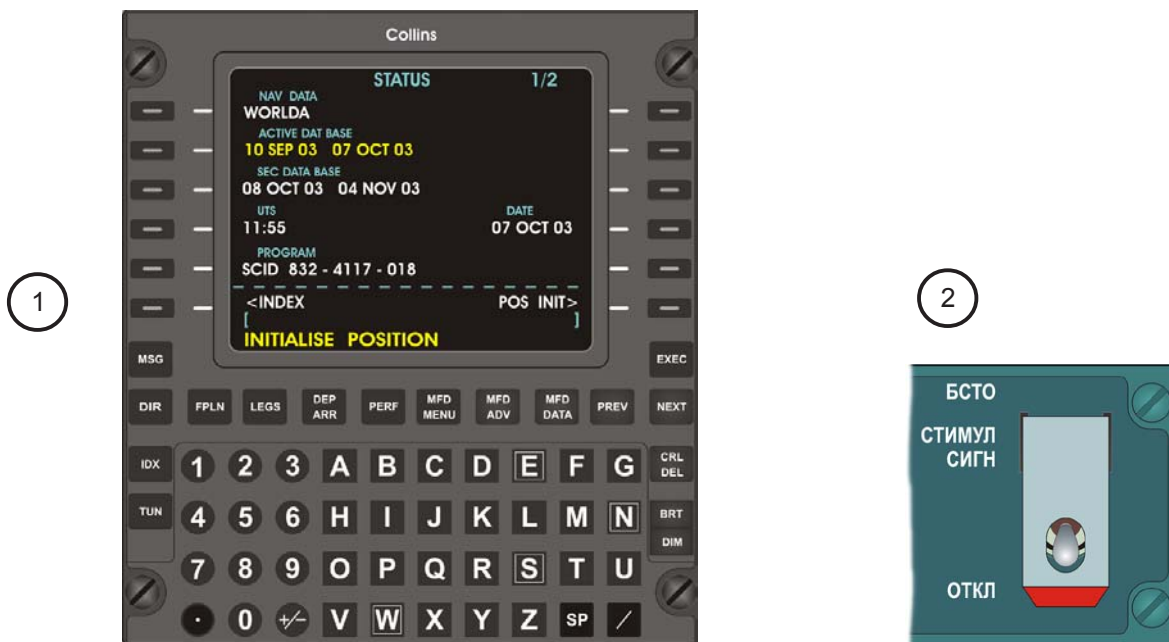 Collins
STATUS 1/2
NAV DATA
WORLDA
ACTIVE DAT BASE
10 SEP 03 07 OCT 03
SEC DATA BASE
08 OCT 03 04 NOV 03
UTS DATE
11:55 07 OCT 03
PROGRAM
SCID 832 - 4117 - 018
<INDEX POS INIT>
[ ]
INITIALISE POSITION
MSG EXEC
DIR FPLN LEGS DEP ARR PERF MFD MENU MFD ADV MFD DATA PREV NEXT
IDX 1 2 3 A B C D E F G CRL DEL
TUN 4 5 6 H I J K L M N BRT DIM
7 8 9 O P Q R S T U
. 0 +/- V W X Y Z SP /
1
2
БСТО
СТИМУЛ
СИГН
ОТКЛ